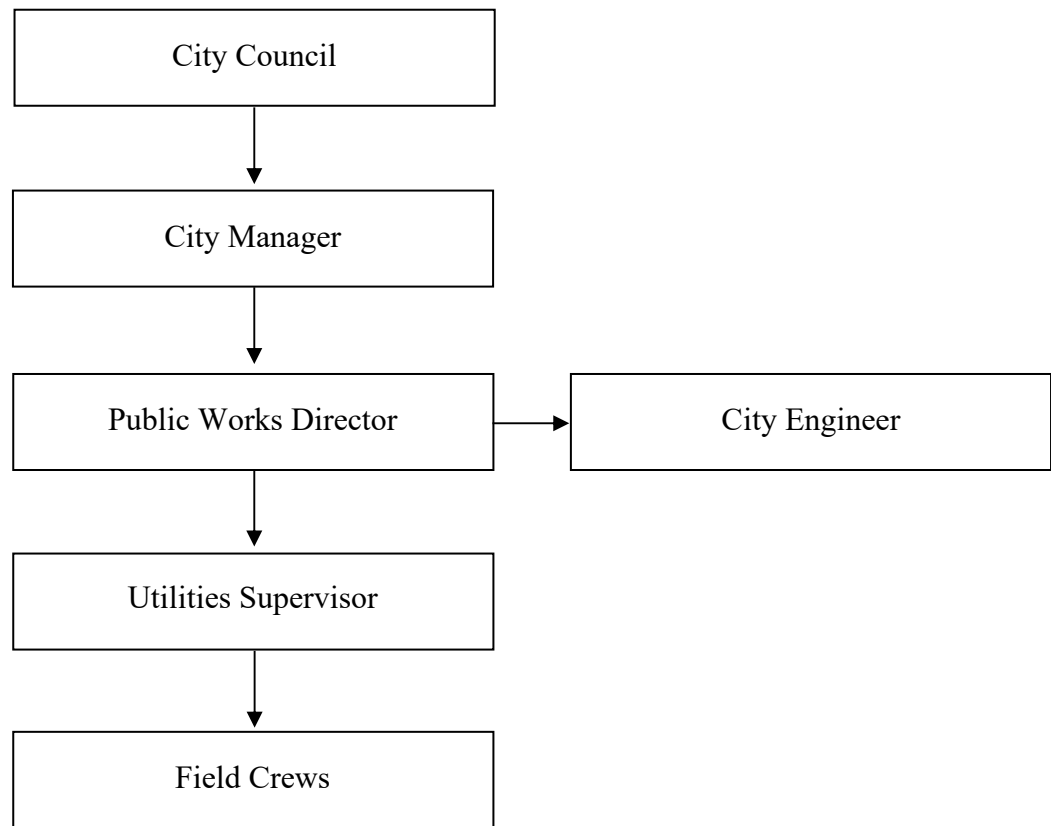 City Council
City Manager
Public Works Director
City Engineer
Utilities Supervisor
Field Crews